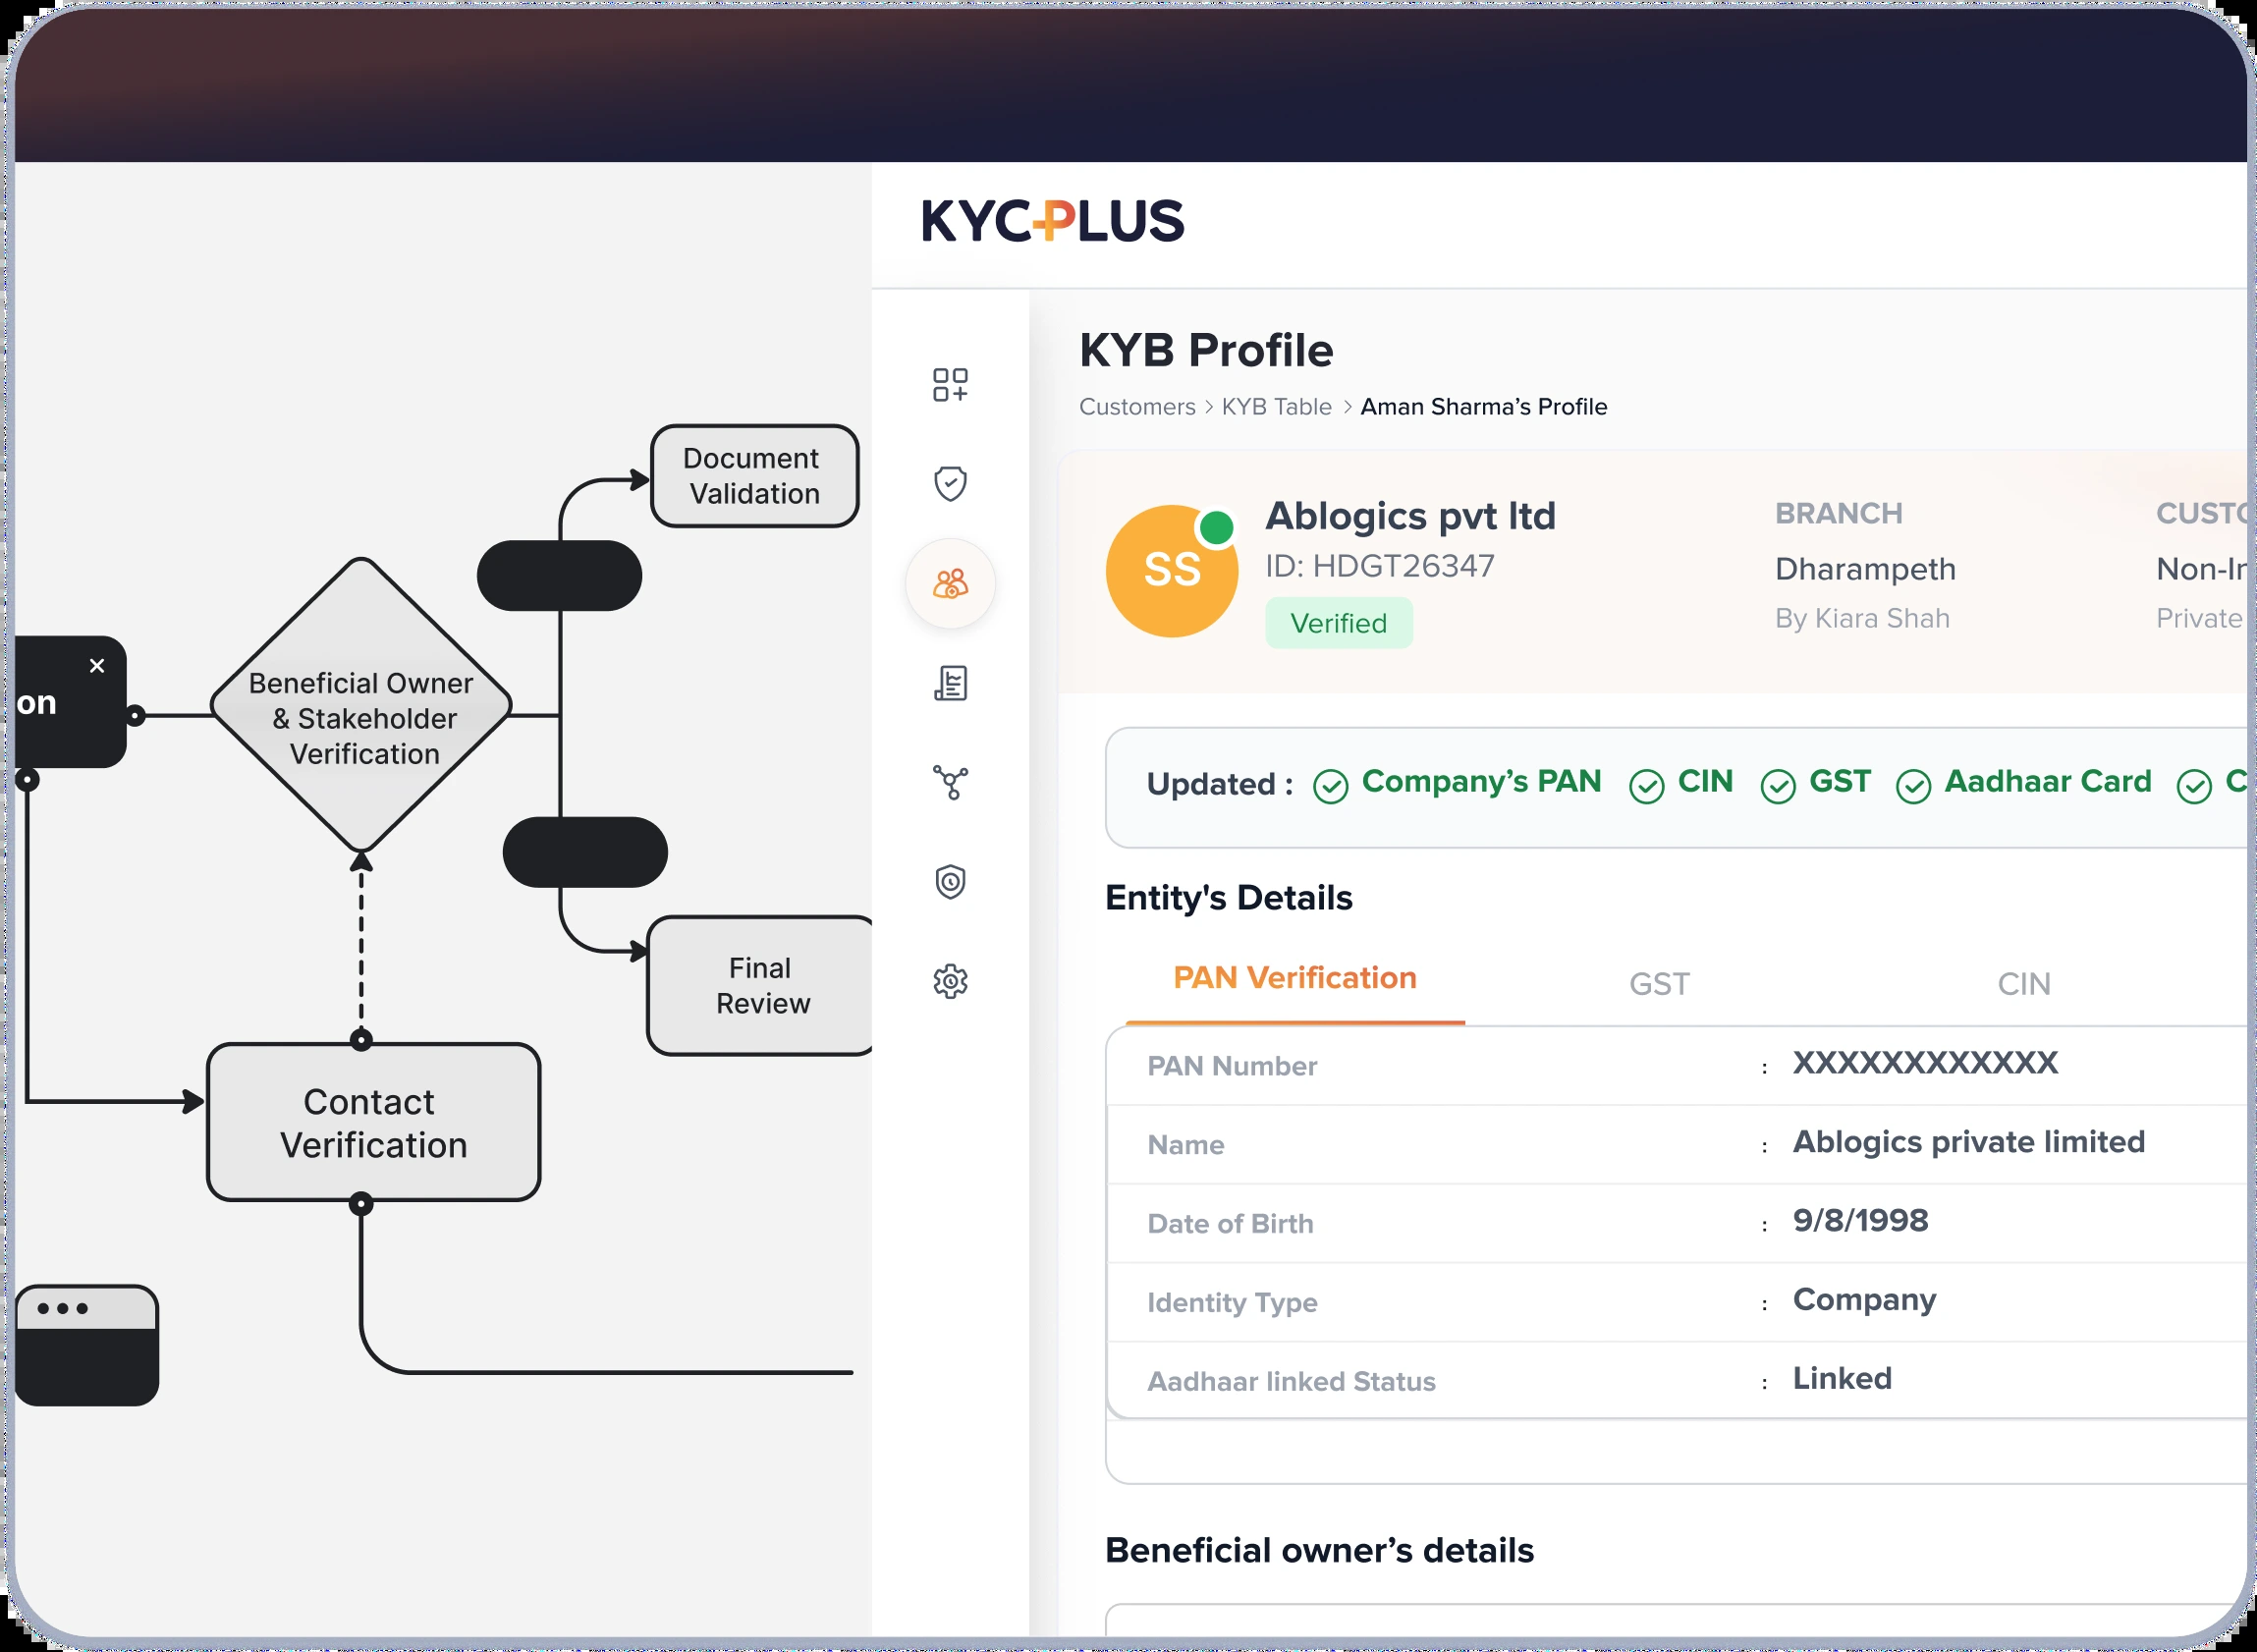 Document
Validation
Beneficial Owner
& Stakeholder
Verification
on
Final
Review
Contact
Verification
KYCPLUS
KYB Profile
Customers > KYB Table > Aman Sharma’s Profile
SS
Ablogics pvt ltd
ID: HDGT26347
Verified
BRANCH
Dharampeth
By Kiara Shah
CUSTO
Non-In
Private
Updated : Company’s PAN CIN GST Aadhaar Card C
Entity's Details
PAN Verification GST CIN
PAN Number : XXXXXXXXXXXX
Name : Ablogics private limited
Date of Birth : 9/8/1998
Identity Type : Company
Aadhaar linked Status : Linked
Beneficial owner’s details